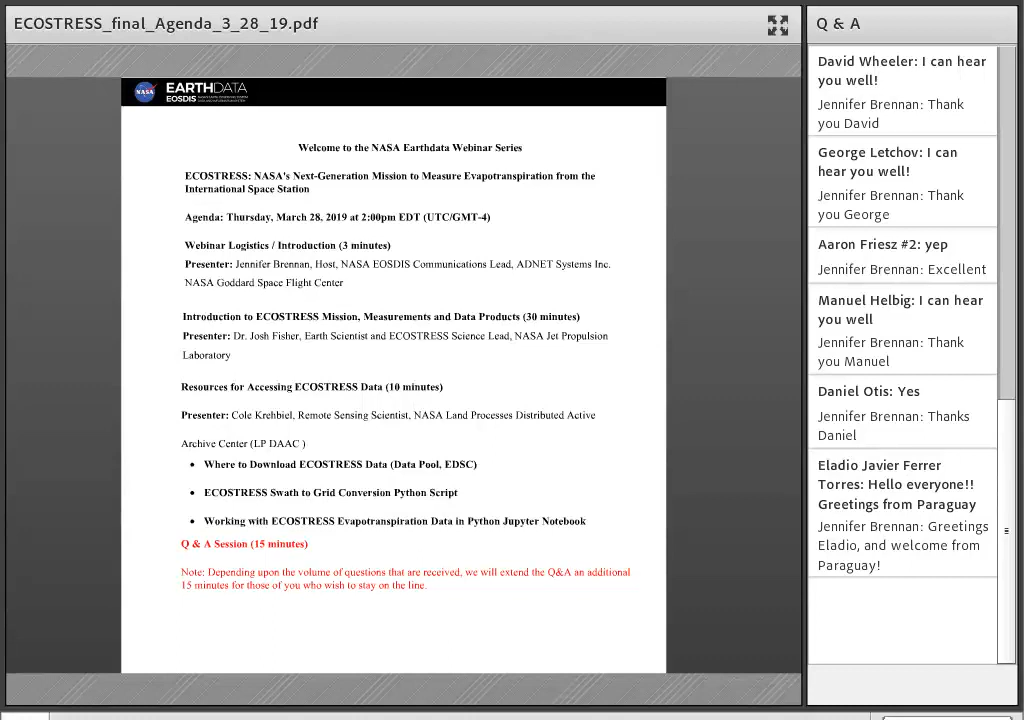 ECOSTRESS_final_Agenda_3_28_19.pdf
NASA
EARTHDATA
EOSDIS
Welcome to the NASA Earthdata Webinar Series
ECOSTRESS: NASA's Next-Generation Mission to Measure Evapotranspiration from the
International Space Station
Agenda: Thursday, March 28, 2019 at 2:00pm EDT (UTC/GMT-4)
Webinar Logistics / Introduction (3 minutes)
Presenter: Jennifer Brennan, Host, NASA EOSDIS Communications Lead, ADNET Systems Inc.
NASA Goddard Space Flight Center
Introduction to ECOSTRESS Mission, Measurements and Data Products (30 minutes)
Presenter: Dr. Josh Fisher, Earth Scientist and ECOSTRESS Science Lead, NASA Jet Propulsion
Laboratory
Resources for Accessing ECOSTRESS Data (10 minutes)
Presenter: Cole Krehbiel, Remote Sensing Scientist, NASA Land Processes Distributed Active
Archive Center (LP DAAC )
• Where to Download ECOSTRESS Data (Data Pool, EDSC)
• ECOSTRESS Swath to Grid Conversion Python Script
• Working with ECOSTRESS Evapotranspiration Data in Python Jupyter Notebook
Q & A Session (15 minutes)
Note: Depending upon the volume of questions that are received, we will extend the Q&A an additional
15 minutes for those of you who wish to stay on the line.
Q & A
David Wheeler: I can hear
you well!
Jennifer Brennan: Thank
you David
George Letchov: I can
hear you well!
Jennifer Brennan: Thank
you George
Aaron Friesz #2: yep
Jennifer Brennan: Excellent
Manuel Helbig: I can hear
you well
Jennifer Brennan: Thank
you Manuel
Daniel Otis: Yes
Jennifer Brennan: Thanks
Daniel
Eladio Javier Ferrer
Torres: Hello everyone!!
Greetings from Paraguay
Jennifer Brennan: Greetings
Eladio, and welcome from
Paraguay!